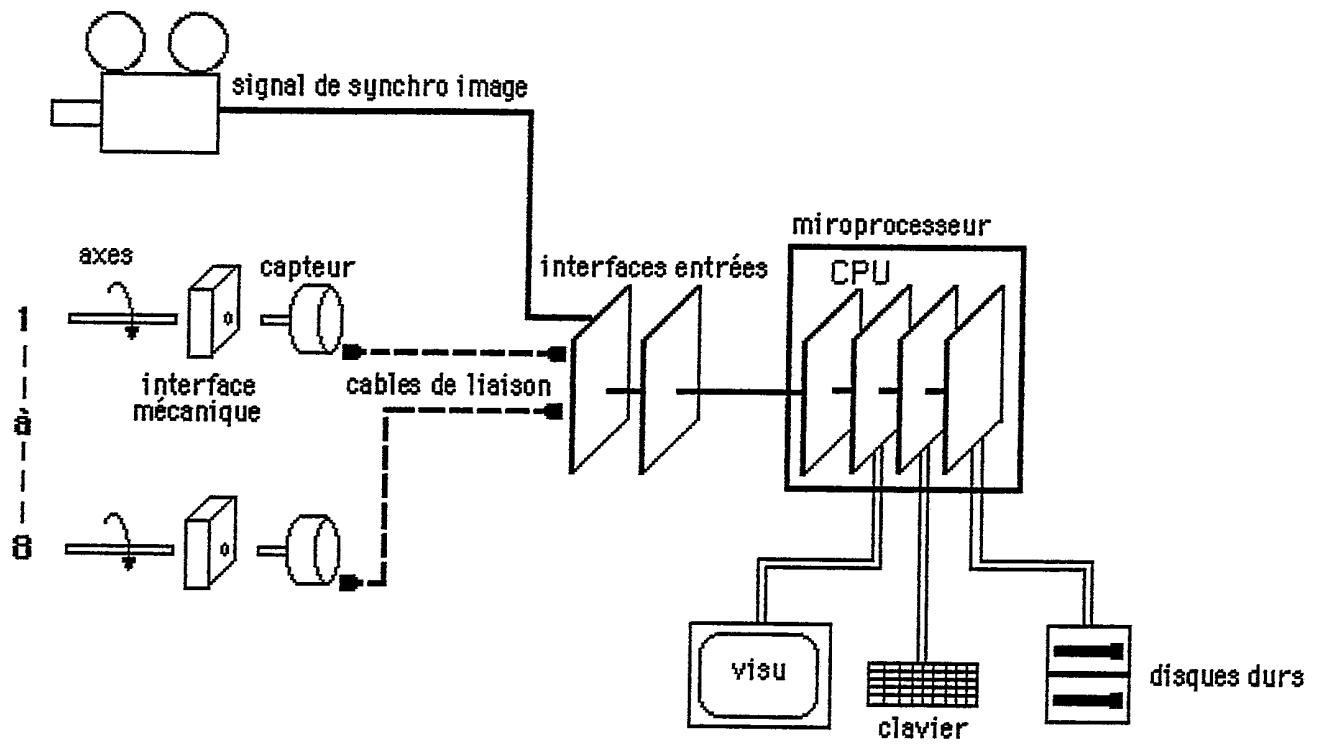 signal de synchro image
miroprocesseur
axes
capteur
interfaces entrées
CPU
1
interface
mécanique
cables de liaison
à
8
visu
clavier
disques durs